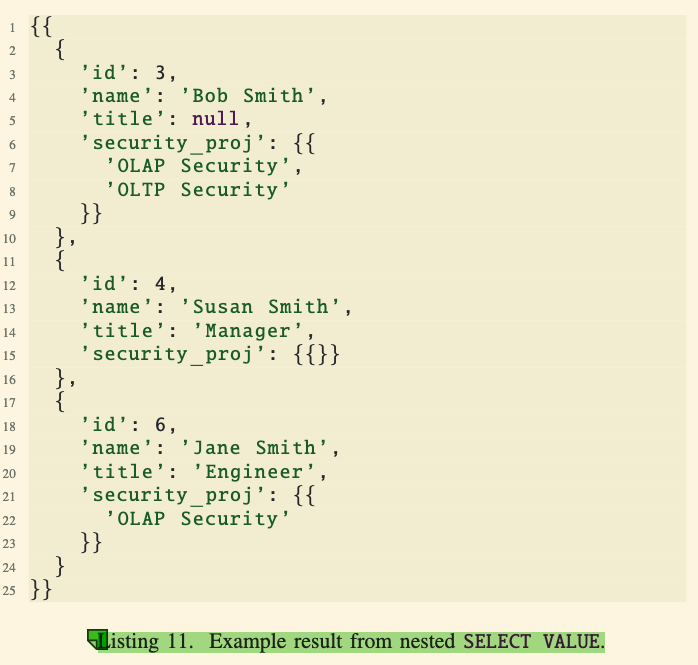 1 {{
2   {
3     'id': 3,
4     'name': 'Bob Smith',
5     'title': null,
6     'security_proj': {{
7       'OLAP Security',
8       'OLTP Security'
9     }}
10   },
11   {
12     'id': 4,
13     'name': 'Susan Smith',
14     'title': 'Manager',
15     'security_proj': {{}}
16   },
17   {
18     'id': 6,
19     'name': 'Jane Smith',
20     'title': 'Engineer',
21     'security_proj': {{
22       'OLAP Security'
23     }}
24   }
25 }}
Listing 11. Example result from nested SELECT VALUE.